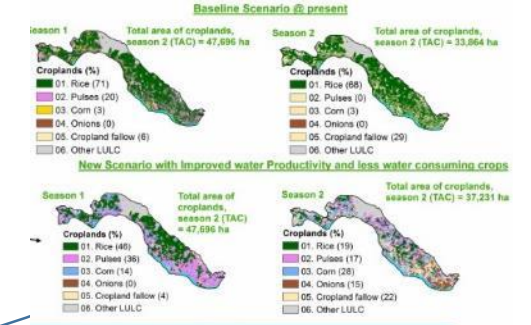 Baseline Scenario @ present
Season 1
Total area of croplands,
season 2 (TAC) = 47,696 ha
Croplands (%)
01. Rice (71)
02. Pulses (20)
03. Corn (3)
04. Onions (0)
05. Cropland fallow (6)
06. Other LULC
Season 2
Total area of croplands,
season 2 (TAC) = 33,864 ha
Croplands (%)
01. Rice (68)
02. Pulses (0)
03. Corn (3)
04. Onions (0)
05. Cropland fallow (29)
06. Other LULC
New Scenario with Improved water Productivity and less water consuming crops
Season 1
Total area of
croplands,
season 2 (TAC)
= 47,696 ha
Croplands (%)
01. Rice (46)
02. Pulses (36)
03. Corn (14)
04. Onions (0)
05. Cropland fallow (4)
06. Other LULC
Season 2
Total area of croplands,
season 2 (TAC) = 37,231 ha
Croplands (%)
01. Rice (19)
02. Pulses (17)
03. Corn (28)
04. Onions (15)
05. Cropland fallow (22)
06. Other LULC